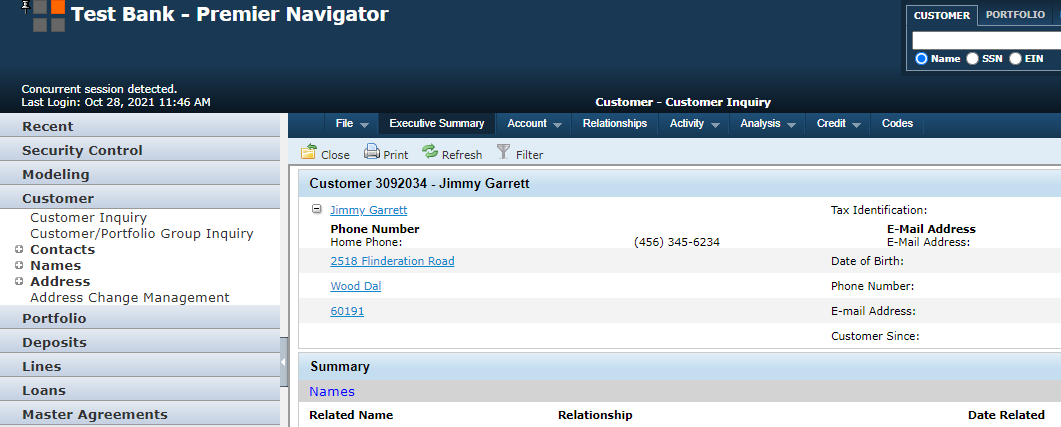 Test Bank - Premier Navigator
CUSTOMER PORTFOLIO
Name SSN EIN
Concurrent session detected.
Last Login: Oct 28, 2021 11:46 AM
Customer - Customer Inquiry
File Executive Summary Account Relationships Activity Analysis Credit Codes
Close Print Refresh Filter
Recent
Security Control
Modeling
Customer
Customer Inquiry
Customer/Portfolio Group Inquiry
Contacts
Names
Address
Address Change Management
Portfolio
Deposits
Lines
Loans
Master Agreements
Customer 3092034 - Jimmy Garrett
Jimmy Garrett Tax Identification:
Phone Number E-Mail Address
Home Phone: (456) 345-6234 E-Mail Address:
2518 Flinderation Road Date of Birth:
Wood Dal Phone Number:
60191 E-mail Address:
Customer Since:
Summary
Names
Related Name Relationship Date Related